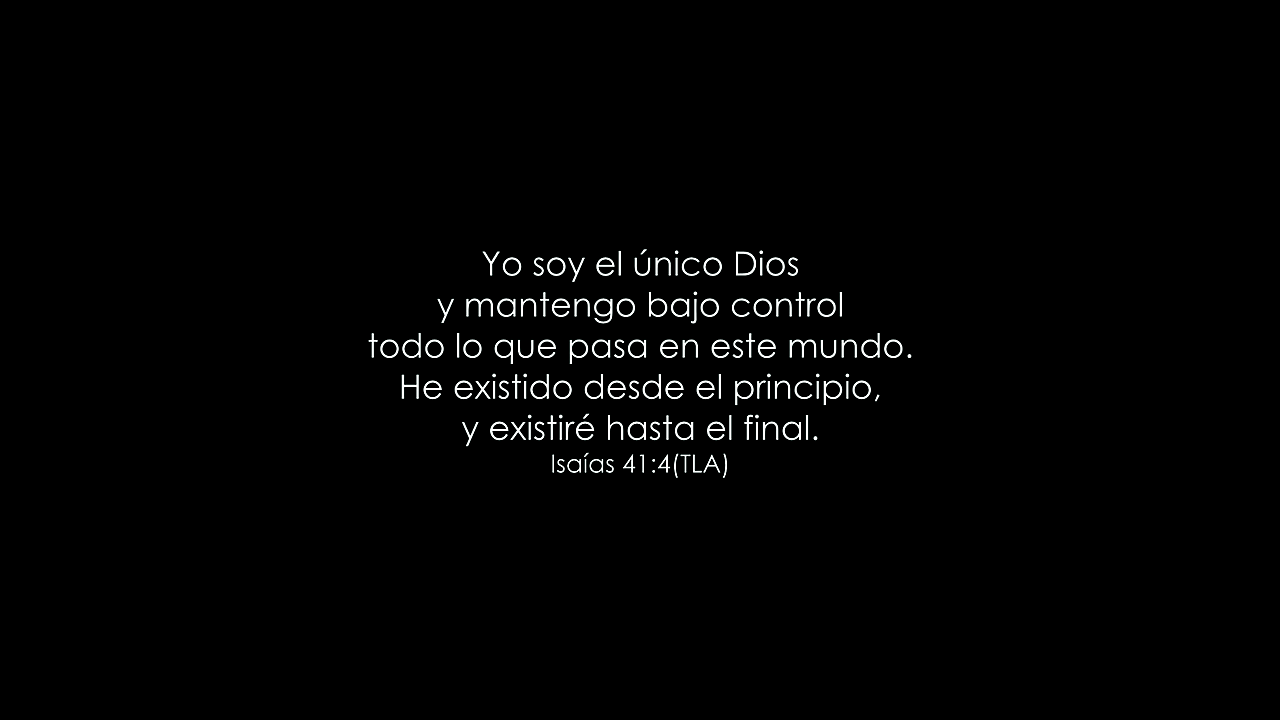 Yo soy el único Dios
y mantengo bajo control
todo lo que pasa en este mundo.
He existido desde el principio,
y existiré hasta el final.
Isaías 41:4(TLA)